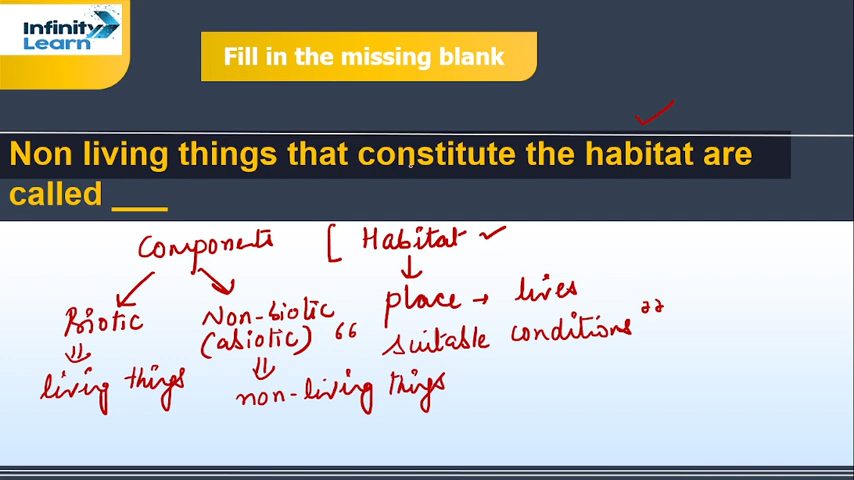 Infinity
Learn
Fill in the missing blank
Non living things that constitute the habitat are
called ___
Components [ Habitat
Biotic Non-biotic place → lives
(abiotic) “ suitable conditions ”
living things non-living things